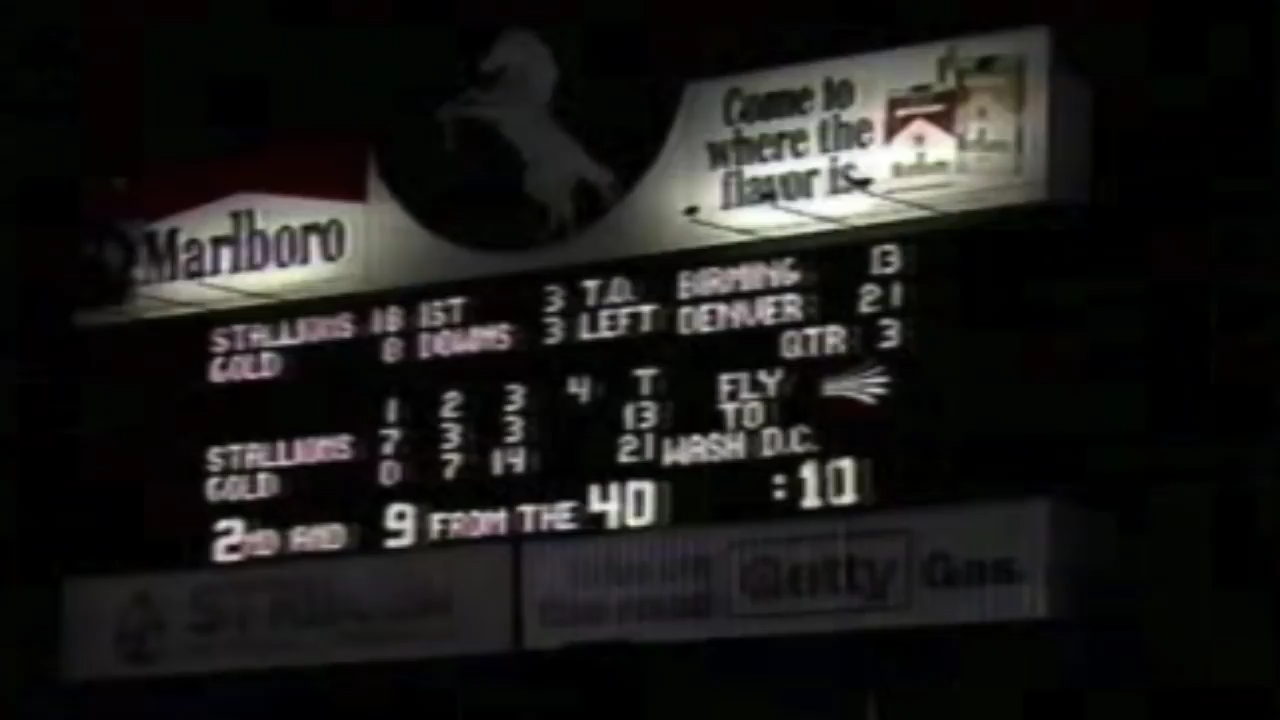 Marlboro
Come to
where the
flavor is.
STALLIONS 18 1ST 3 T.O. BIRMING 13
GOLD 8 DOWNS 3 LEFT DENVER 21
QTR 3
1 2 3 4 T FLY
STALLIONS 7 3 3 13 TO
GOLD 0 7 14 21 WASH D.C.
2ND AND 9 FROM THE 40 :10
Getty Gas.